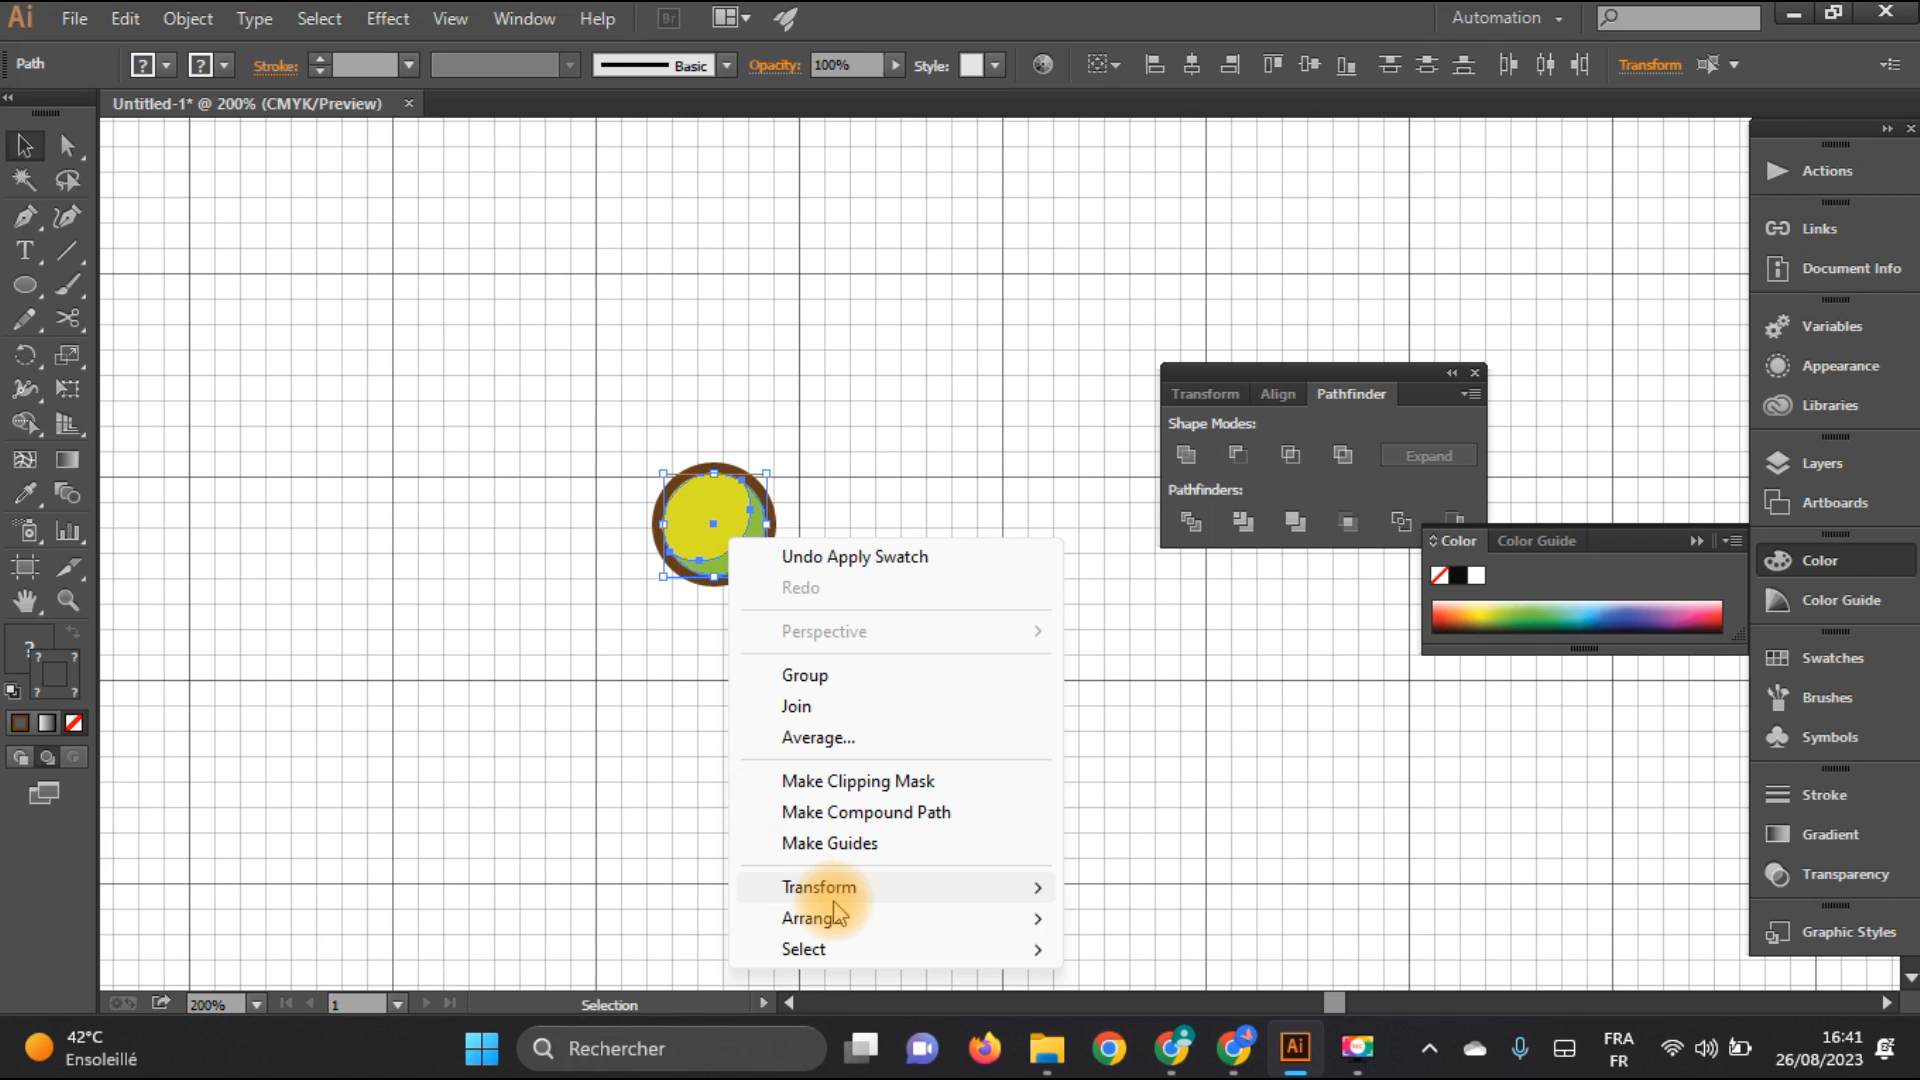 Ai File Edit Object Type Select Effect View Window Help Br Automation
Path ? ? Stroke: Basic Opacity: 100% Style: Transform
Untitled-1* @ 200% (CMYK/Preview)
Actions
Links
Document Info
Variables
Appearance
Libraries
Layers
Artboards
Color
Color Guide
Swatches
Brushes
Symbols
Stroke
Gradient
Transparency
Graphic Styles
Transform Align Pathfinder
Shape Modes:
Expand
Pathfinders:
Color Color Guide
Undo Apply Swatch
Redo
Perspective
Group
Join
Average...
Make Clipping Mask
Make Compound Path
Make Guides
Transform
Arrange
Select
T
? ? ? ? ?
200% 1 Selection
42°C
Ensoleillé
Rechercher
Ai
FRA
FR
16:41
26/08/2023